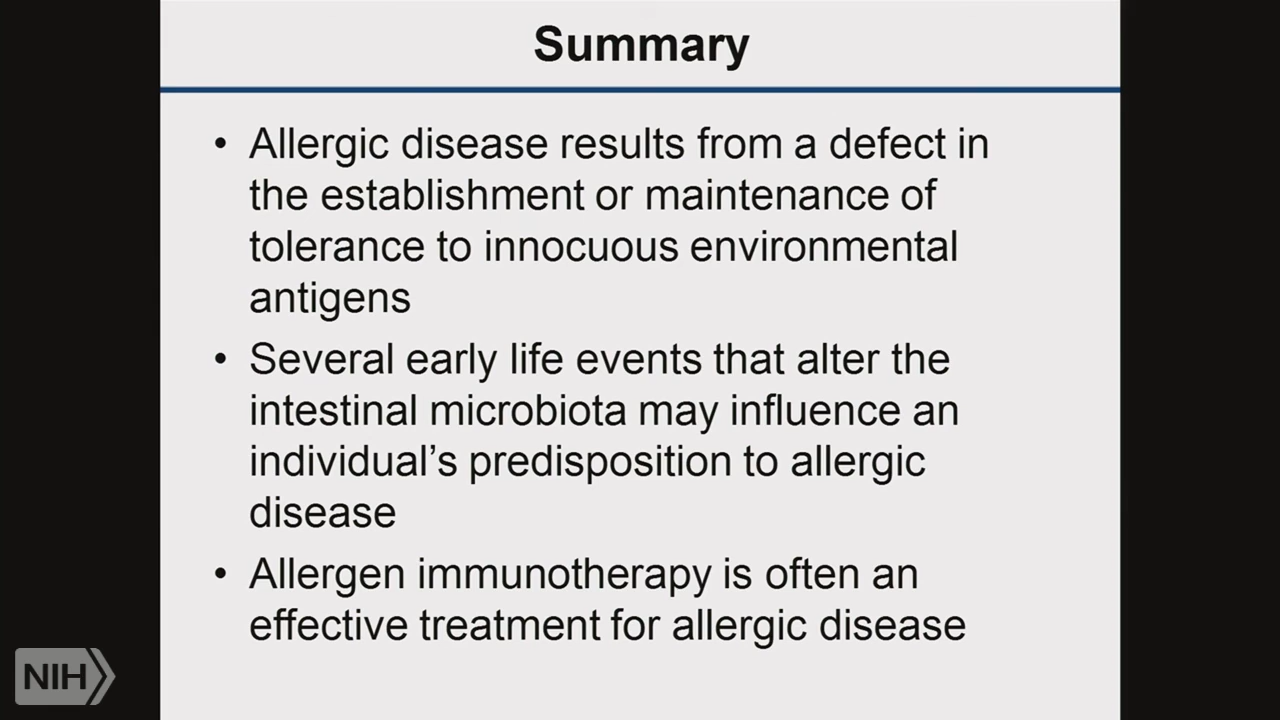 Summary
• Allergic disease results from a defect in
the establishment or maintenance of
tolerance to innocuous environmental
antigens
• Several early life events that alter the
intestinal microbiota may influence an
individual’s predisposition to allergic
disease
• Allergen immunotherapy is often an
effective treatment for allergic disease
NIH